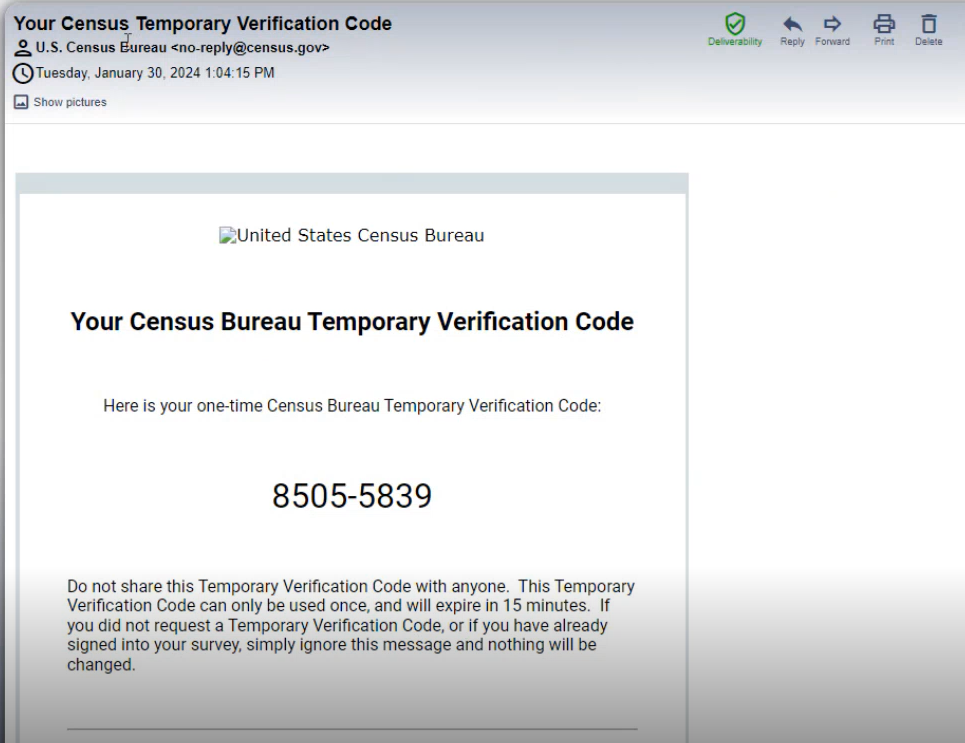 Your Census Temporary Verification Code
U.S. Census Bureau <no-reply@census.gov>
Tuesday, January 30, 2024 1:04:15 PM
Show pictures
Deliverability
Reply
Forward
Print
Delete
United States Census Bureau
Your Census Bureau Temporary Verification Code
Here is your one-time Census Bureau Temporary Verification Code:
8505-5839
Do not share this Temporary Verification Code with anyone.  This Temporary
Verification Code can only be used once, and will expire in 15 minutes.  If
you did not request a Temporary Verification Code, or if you have already
signed into your survey, simply ignore this message and nothing will be
changed.